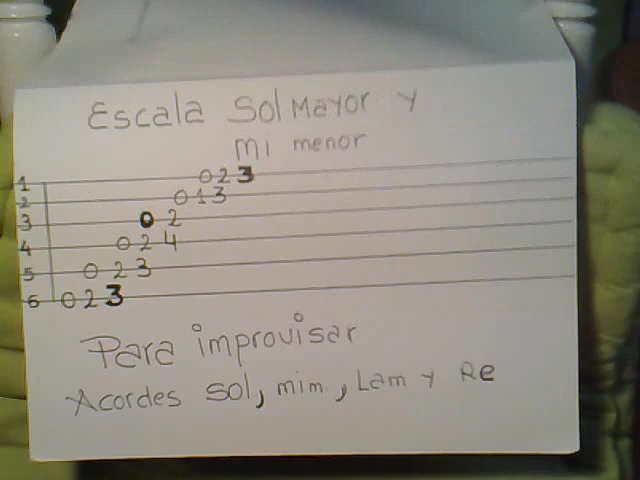 Escala Sol Mayor y
Mi menor
1 0 2 3
2 0 1 3
3 0 2
4 0 2 4
5 0 2 3
6 0 2 3
Para improvisar
Acordes Sol, mim, Lam y Re